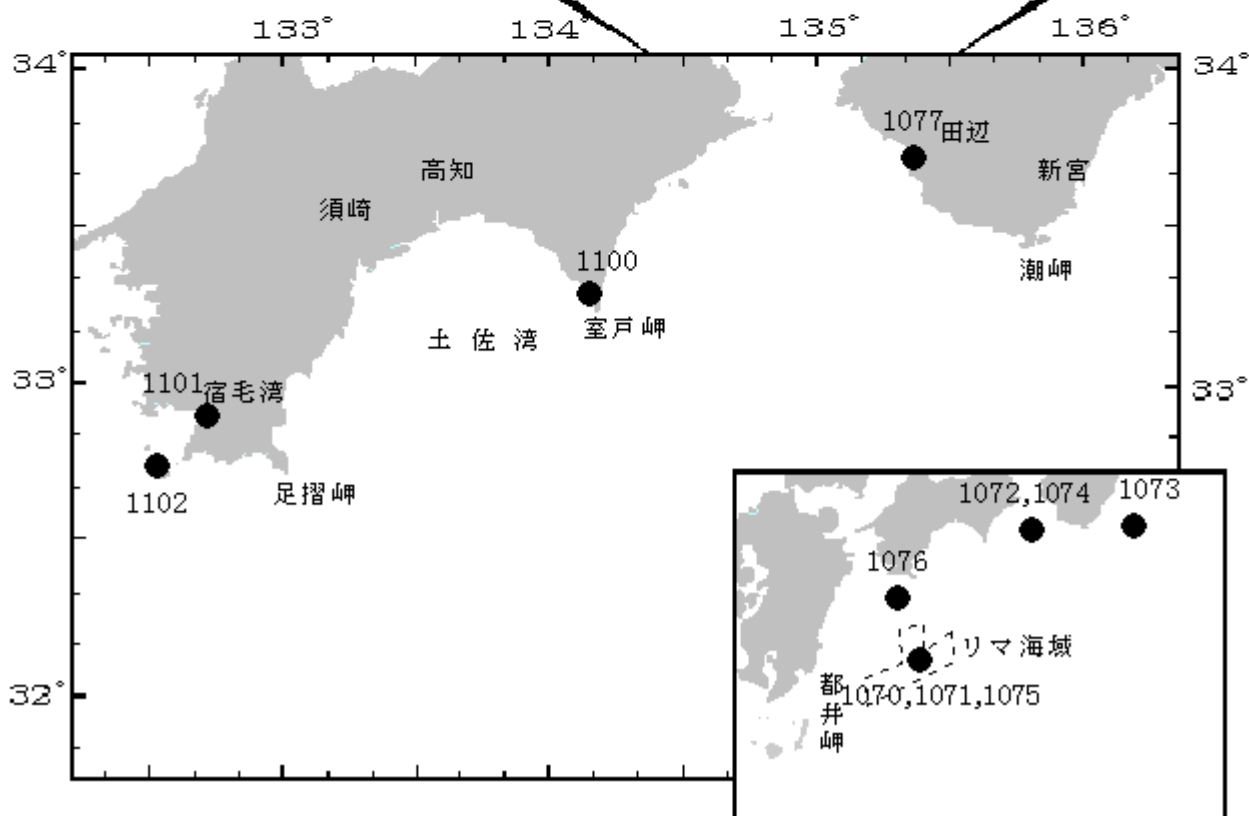 133° 134° 135° 136°
34° 34°
1077 田辺
高知 新宮
須崎
1100
潮岬
土佐湾 室戸岬
33° 33°
1101 宿毛湾
足摺岬
1102
1072,1074 1073
1076
リマ海域
32°
都井岬
1070,1071,1075